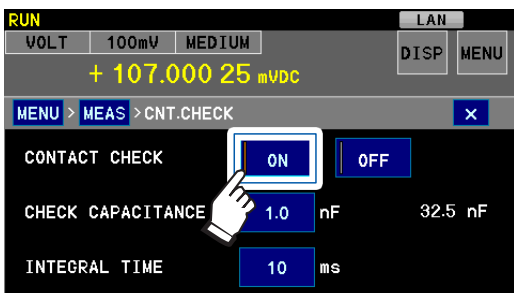 RUN LAN
VOLT 100mV MEDIUM DISP MENU
+ 107.000 25 mVDC
MENU > MEAS > CNT.CHECK ×
CONTACT CHECK ON OFF
CHECK CAPACITANCE 1.0 nF 32.5 nF
INTEGRAL TIME 10 ms